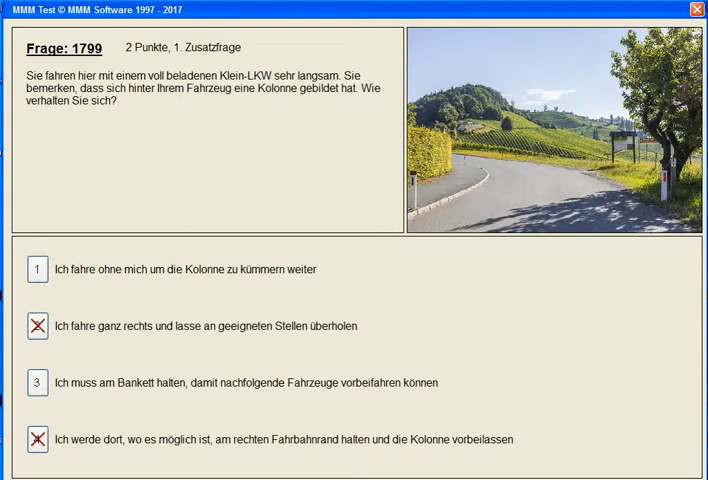 MMM Test © MMM Software 1997 - 2017
Frage: 1799 2 Punkte, 1. Zusatzfrage
Sie fahren hier mit einem voll beladenen Klein-LKW sehr langsam. Sie
bemerken, dass sich hinter Ihrem Fahrzeug eine Kolonne gebildet hat. Wie
verhalten Sie sich?
1 Ich fahre ohne mich um die Kolonne zu kümmern weiter
2 Ich fahre ganz rechts und lasse an geeigneten Stellen überholen
3 Ich muss am Bankett halten, damit nachfolgende Fahrzeuge vorbeifahren können
4 Ich werde dort, wo es möglich ist, am rechten Fahrbahnrand halten und die Kolonne vorbeilassen